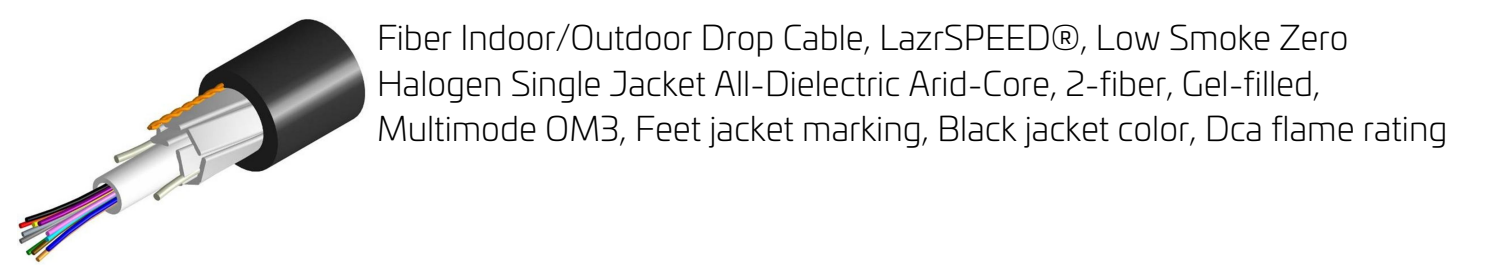 Fiber Indoor/Outdoor Drop Cable, LazrSPEED®, Low Smoke Zero
Halogen Single Jacket All-Dielectric Arid-Core, 2-fiber, Gel-filled,
Multimode OM3, Feet jacket marking, Black jacket color, Dca flame rating